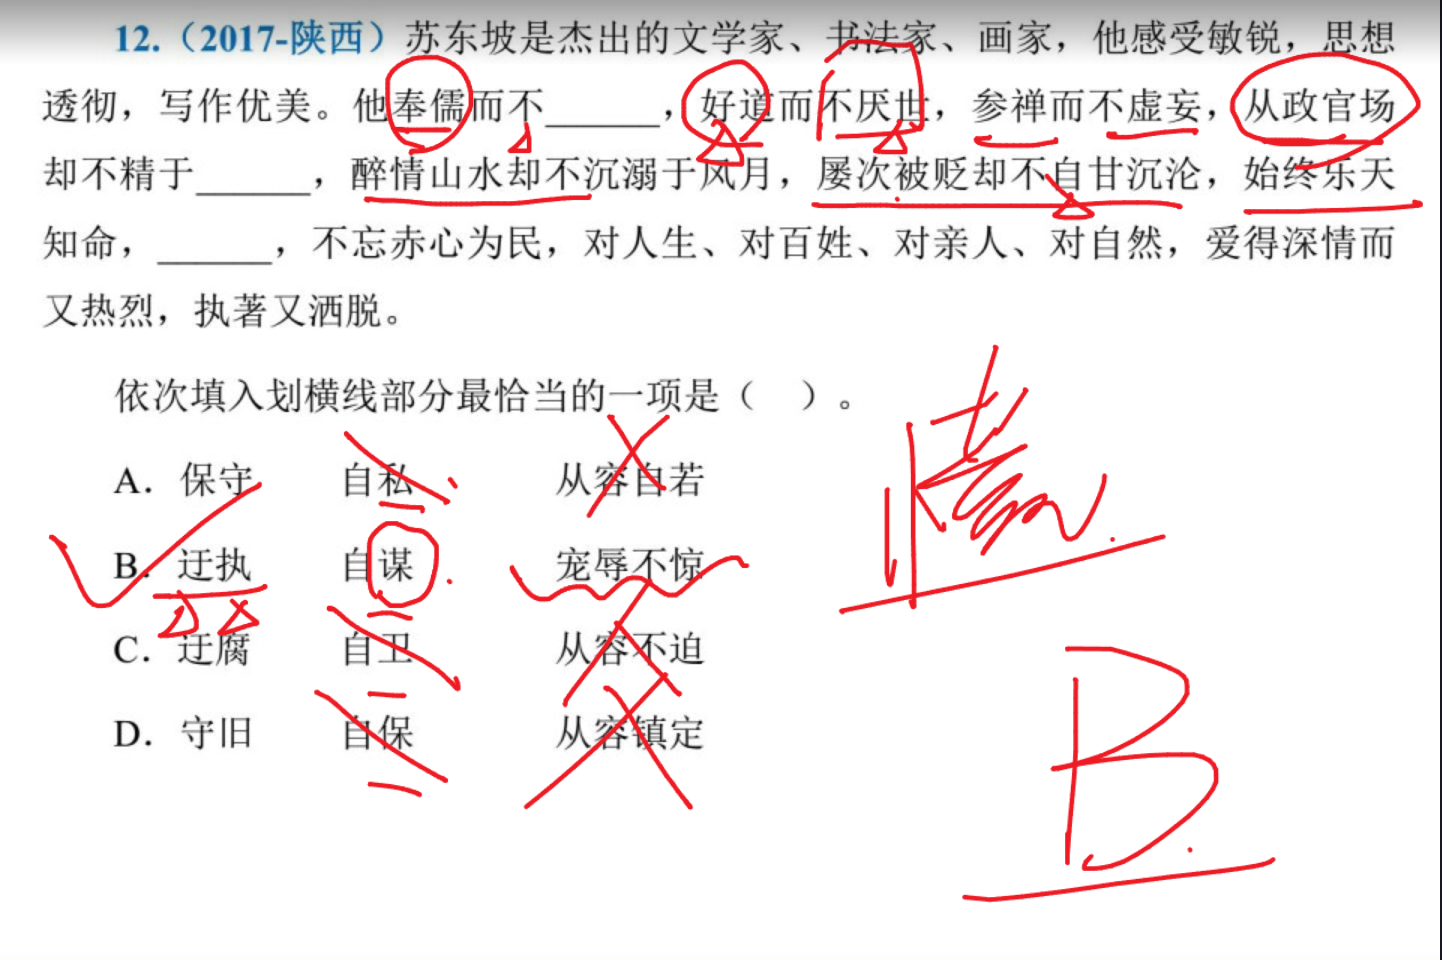 12.（2017-陕西）苏东坡是杰出的文学家、书法家、画家，他感受敏锐，思想
透彻，写作优美。他奉儒而不______，好道而不厌世，参禅而不虚妄，从政官场
却不精于______，醉情山水却不沉溺于风月，屡次被贬却不自甘沉沦，始终乐天
知命，______，不忘赤心为民，对人生、对百姓、对亲人、对自然，爱得深情而
又热烈，执著又洒脱。
依次填入划横线部分最恰当的一项是（ ）。
A. 保守 自私 从容自若
B. 迂执 自谋 宠辱不惊
C. 迂腐 自卫 从容不迫
D. 守旧 自保 从容镇定
B